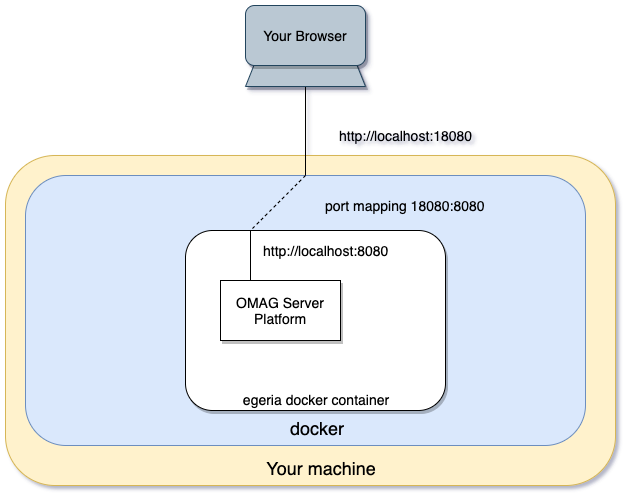 Your Browser
http://localhost:18080
port mapping 18080:8080
http://localhost:8080
OMAG Server
Platform
egeria docker container
docker
Your machine